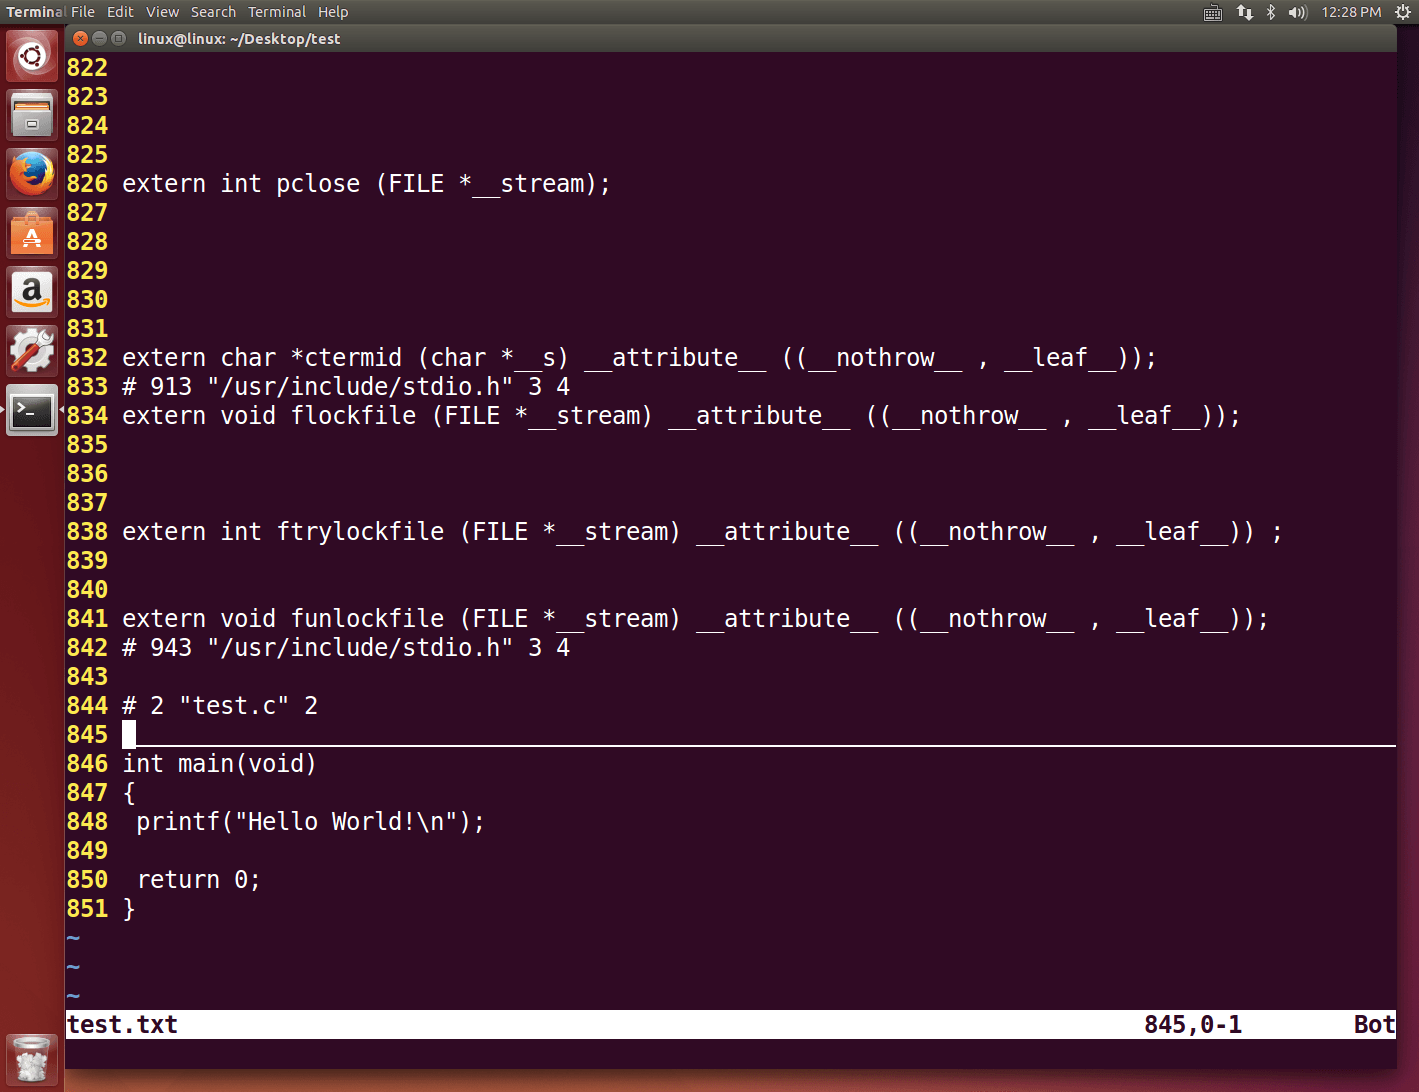 Terminal File Edit View Search Terminal Help 12:28 PM
linux@linux: ~/Desktop/test
822
823
824
825
826 extern int pclose (FILE *__stream);
827
828
829
830
831
832 extern char *ctermid (char *__s) __attribute__ ((__nothrow__ , __leaf__));
833 # 913 "/usr/include/stdio.h" 3 4
834 extern void flockfile (FILE *__stream) __attribute__ ((__nothrow__ , __leaf__));
835
836
837
838 extern int ftrylockfile (FILE *__stream) __attribute__ ((__nothrow__ , __leaf__)) ;
839
840
841 extern void funlockfile (FILE *__stream) __attribute__ ((__nothrow__ , __leaf__));
842 # 943 "/usr/include/stdio.h" 3 4
843
844 # 2 "test.c" 2
845
846 int main(void)
847 {
848  printf("Hello World!\n");
849
850  return 0;
851 }
~
~
~
test.txt 845,0-1 Bot